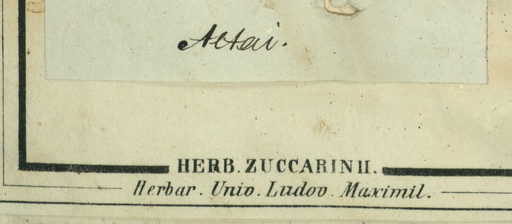 Altai.
HERB. ZUCCARINII.
Herbar. Univ. Ludov. Maximil.